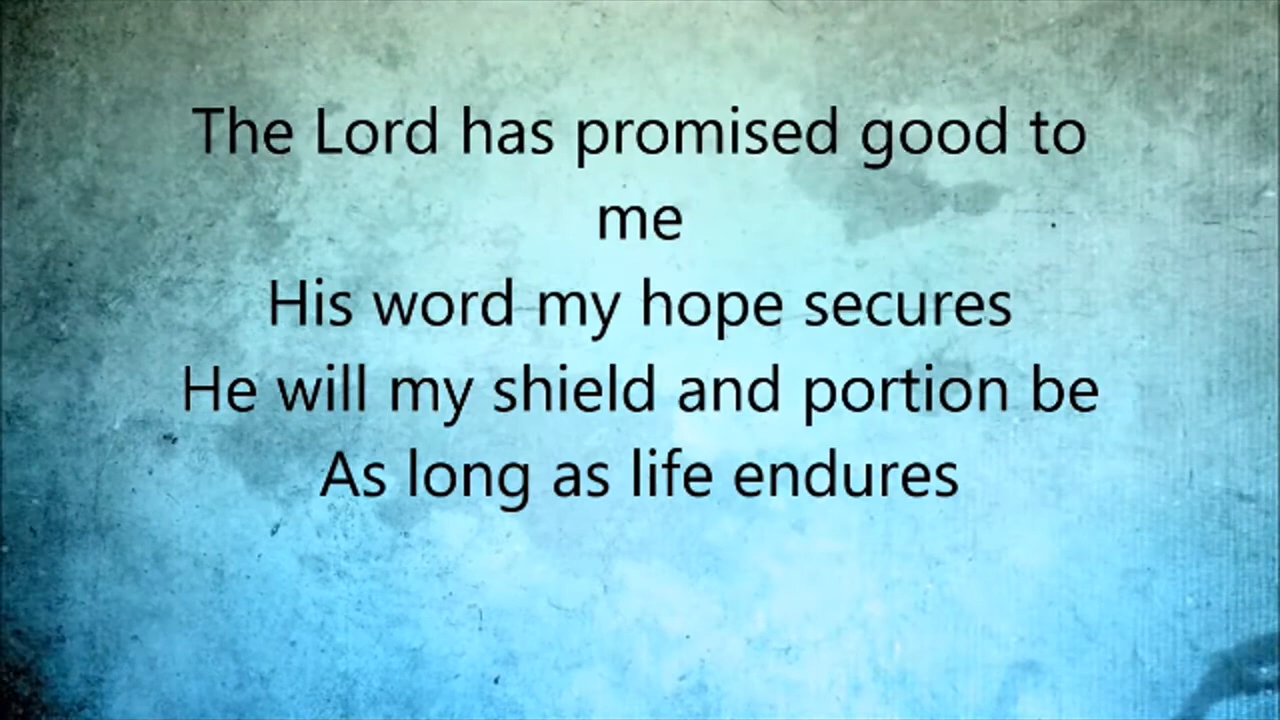 The Lord has promised good to
me
His word my hope secures
He will my shield and portion be
As long as life endures